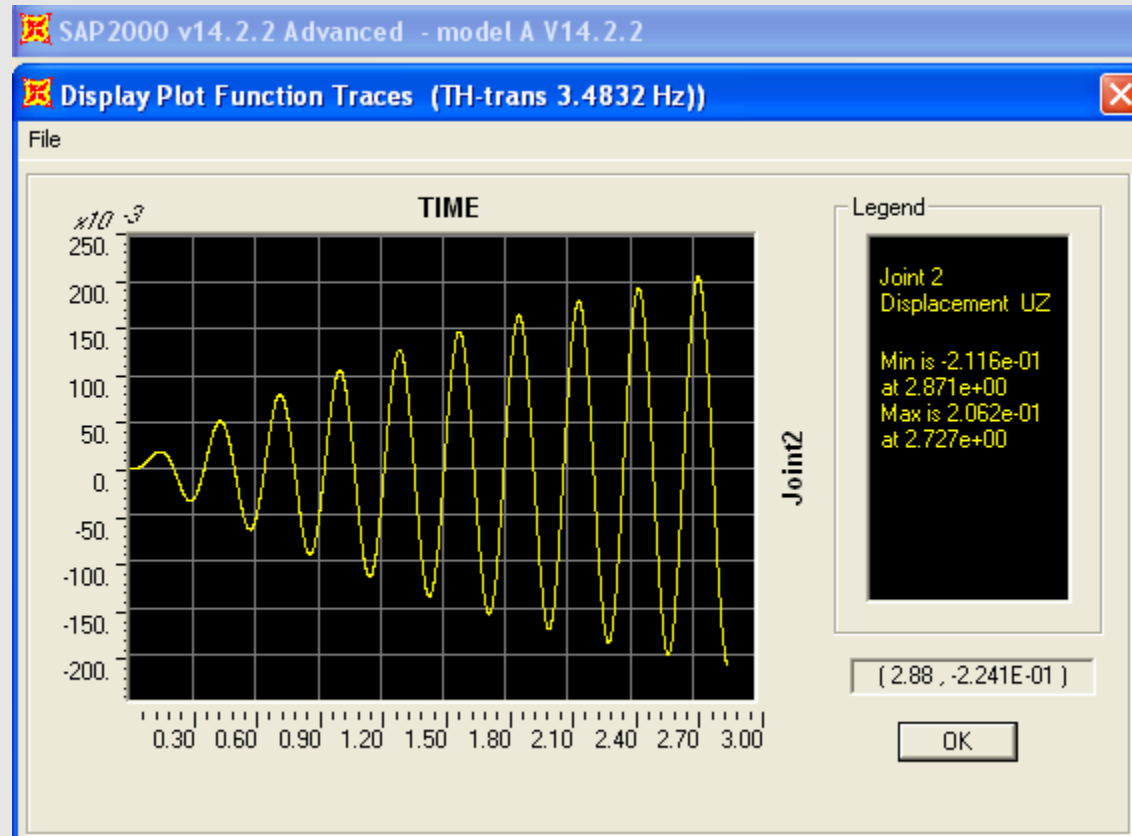 SAP2000 v14.2.2 Advanced - model A V14.2.2
Display Plot Function Traces (TH-trans 3.4832 Hz))
File
TIME
x10 -3
250.
200.
150.
100.
50.
0.
-50.
-100.
-150.
-200.
0.30 0.60 0.90 1.20 1.50 1.80 2.10 2.40 2.70 3.00
Joint2
Legend
Joint 2
Displacement UZ
Min is -2.116e-01
at 2.871e+00
Max is 2.062e-01
at 2.727e+00
( 2.88 , -2.241E-01 )
OK